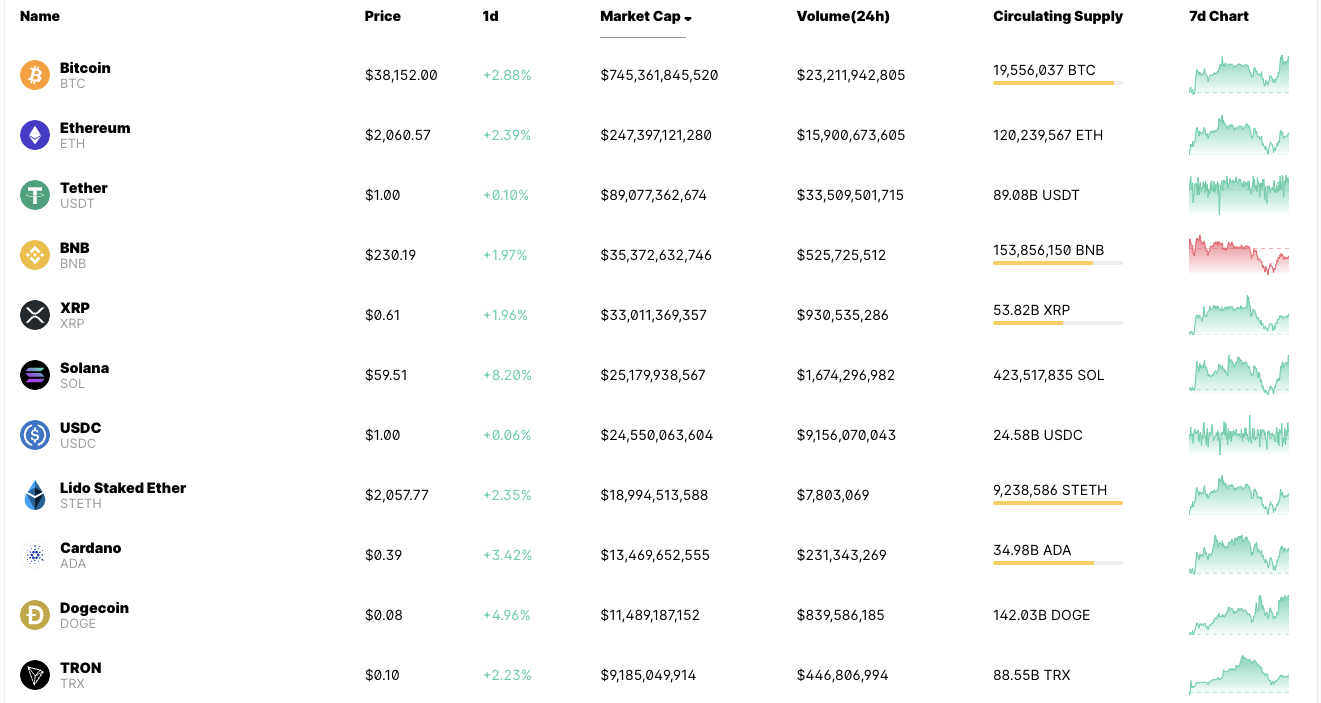 Name Price 1d Market Cap Volume(24h) Circulating Supply 7d Chart
Bitcoin
BTC
$38,152.00 +2.88% $745,361,845,520 $23,211,942,805 19,556,037 BTC
Ethereum
ETH
$2,060.57 +2.39% $247,397,121,280 $15,900,673,605 120,239,567 ETH
Tether
USDT
$1.00 +0.10% $89,077,362,674 $33,509,501,715 89.08B USDT
BNB
BNB
$230.19 +1.97% $35,372,632,746 $525,725,512 153,856,150 BNB
XRP
XRP
$0.61 +1.96% $33,011,369,357 $930,535,286 53.82B XRP
Solana
SOL
$59.51 +8.20% $25,179,938,567 $1,674,296,982 423,517,835 SOL
USDC
USDC
$1.00 +0.06% $24,550,063,604 $9,156,070,043 24.58B USDC
Lido Staked Ether
STETH
$2,057.77 +2.35% $18,994,513,588 $7,803,069 9,238,586 STETH
Cardano
ADA
$0.39 +3.42% $13,469,652,555 $231,343,269 34.98B ADA
Dogecoin
DOGE
$0.08 +4.96% $11,489,187,152 $839,586,185 142.03B DOGE
TRON
TRX
$0.10 +2.23% $9,185,049,914 $446,806,994 88.55B TRX